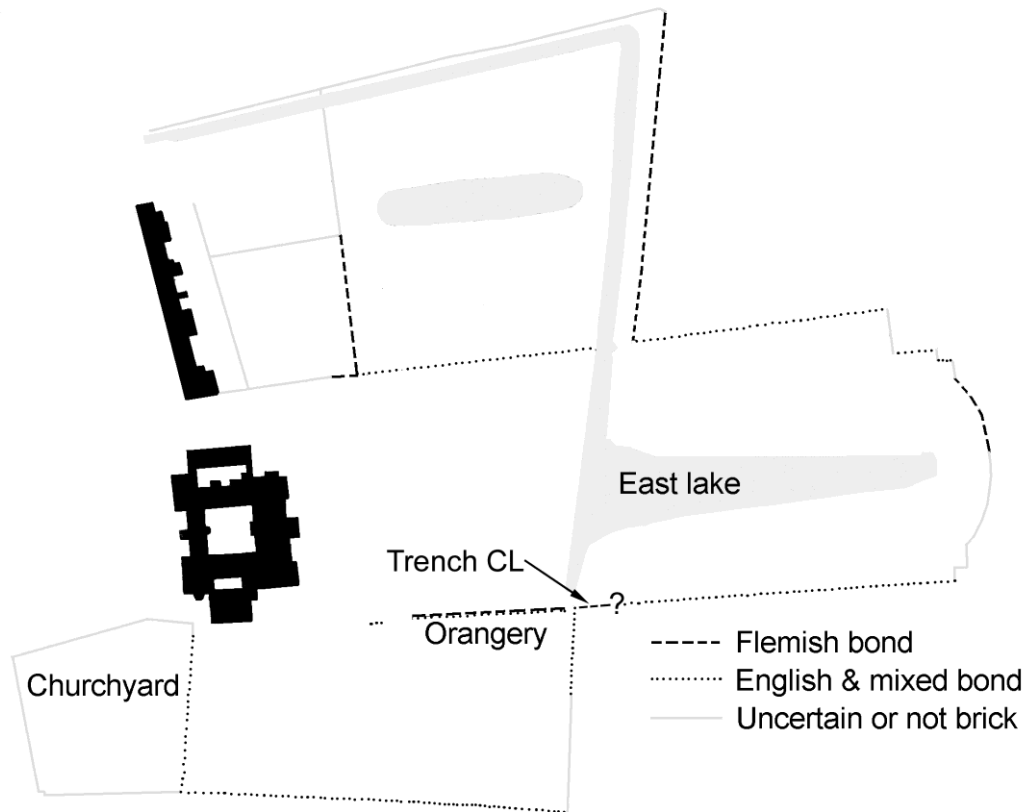 East lake
Trench CL
?
Orangery
Churchyard
Flemish bond
English & mixed bond
Uncertain or not brick